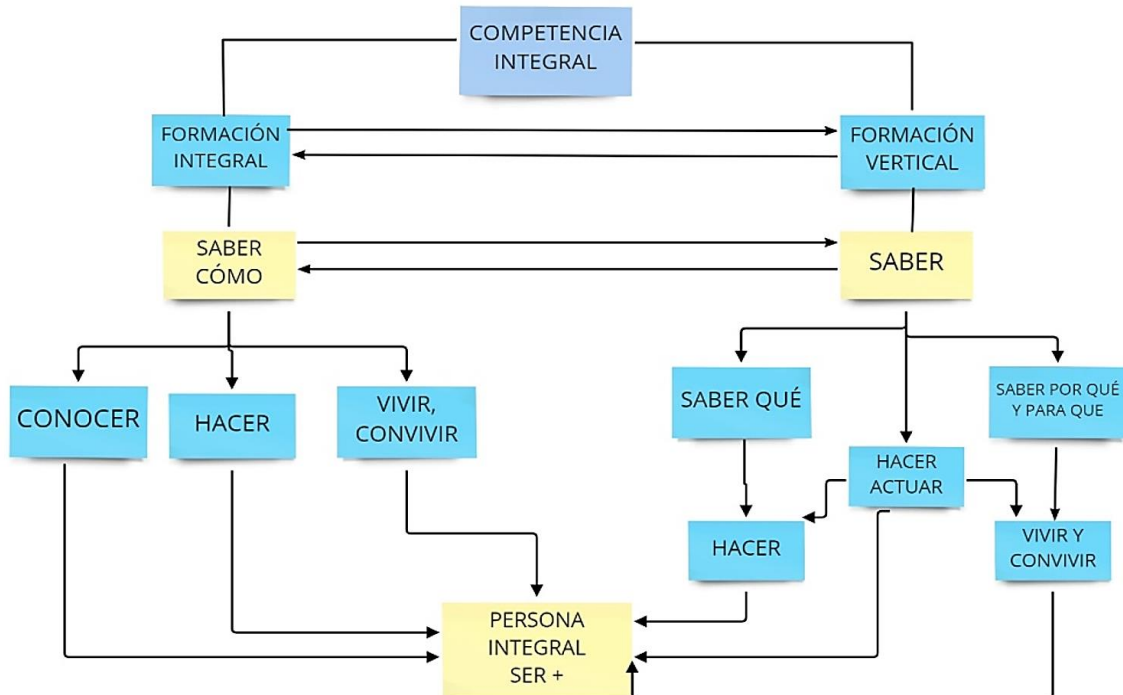 COMPETENCIA
INTEGRAL
FORMACIÓN
INTEGRAL
FORMACIÓN
VERTICAL
SABER
CÓMO
SABER
CONOCER
HACER
VIVIR,
CONVIVIR
SABER QUÉ
SABER POR QUÉ
Y PARA QUE
HACER
ACTUAR
HACER
VIVIR Y
CONVIVIR
PERSONA
INTEGRAL
SER +